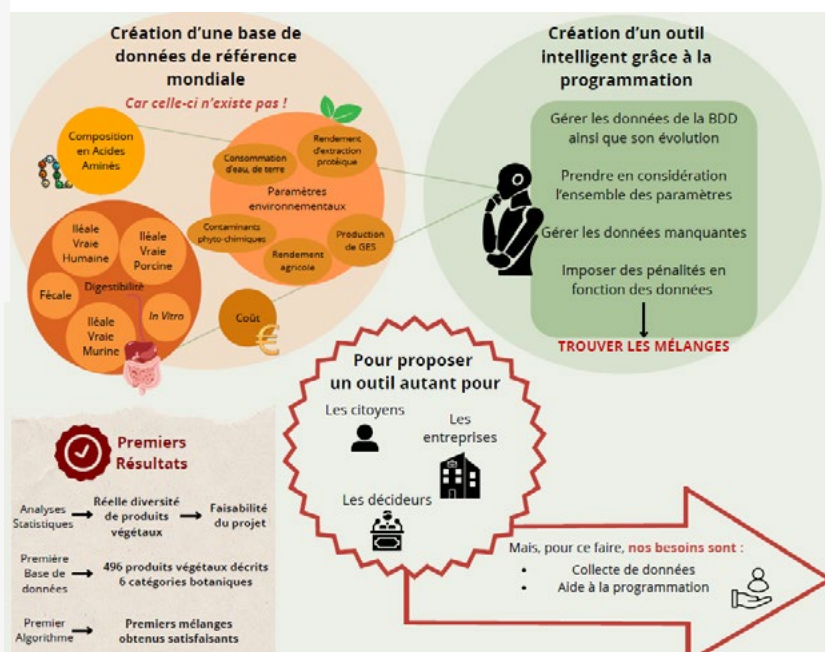 Création d'une base de
données de référence
mondiale
Car celle-ci n'existe pas !
Composition
en Acides
Aminés
Consommation
d'eau, de terre
Rendement
d'extraction
protéique
Paramètres
environnementaux
Contaminants
phyto-chimiques
Rendement
agricole
Production
de GES
Iléale
Vraie
Humaine
Iléale
Vraie
Porcine
Fécale
Digestibilité
In Vitro
Iléale
Vraie
Murine
Coût
€
Création d'un outil
intelligent grâce à la
programmation
Gérer les données de la BDD
ainsi que son évolution
Prendre en considération
l'ensemble des paramètres
Gérer les données manquantes
Imposer des pénalités en
fonction des données
TROUVER LES MÉLANGES
Pour proposer
un outil autant pour
Les citoyens
Les
entreprises
Les décideurs
Premiers
Résultats
Analyses
Statistiques
Réelle diversité
de produits
végétaux
Faisabilité
du projet
Première
Base de
données
496 produits végétaux décrits
6 catégories botaniques
Premier
Algorithme
Premiers mélanges
obtenus satisfaisants
Mais, pour ce faire, nos besoins sont :
• Collecte de données
• Aide à la programmation